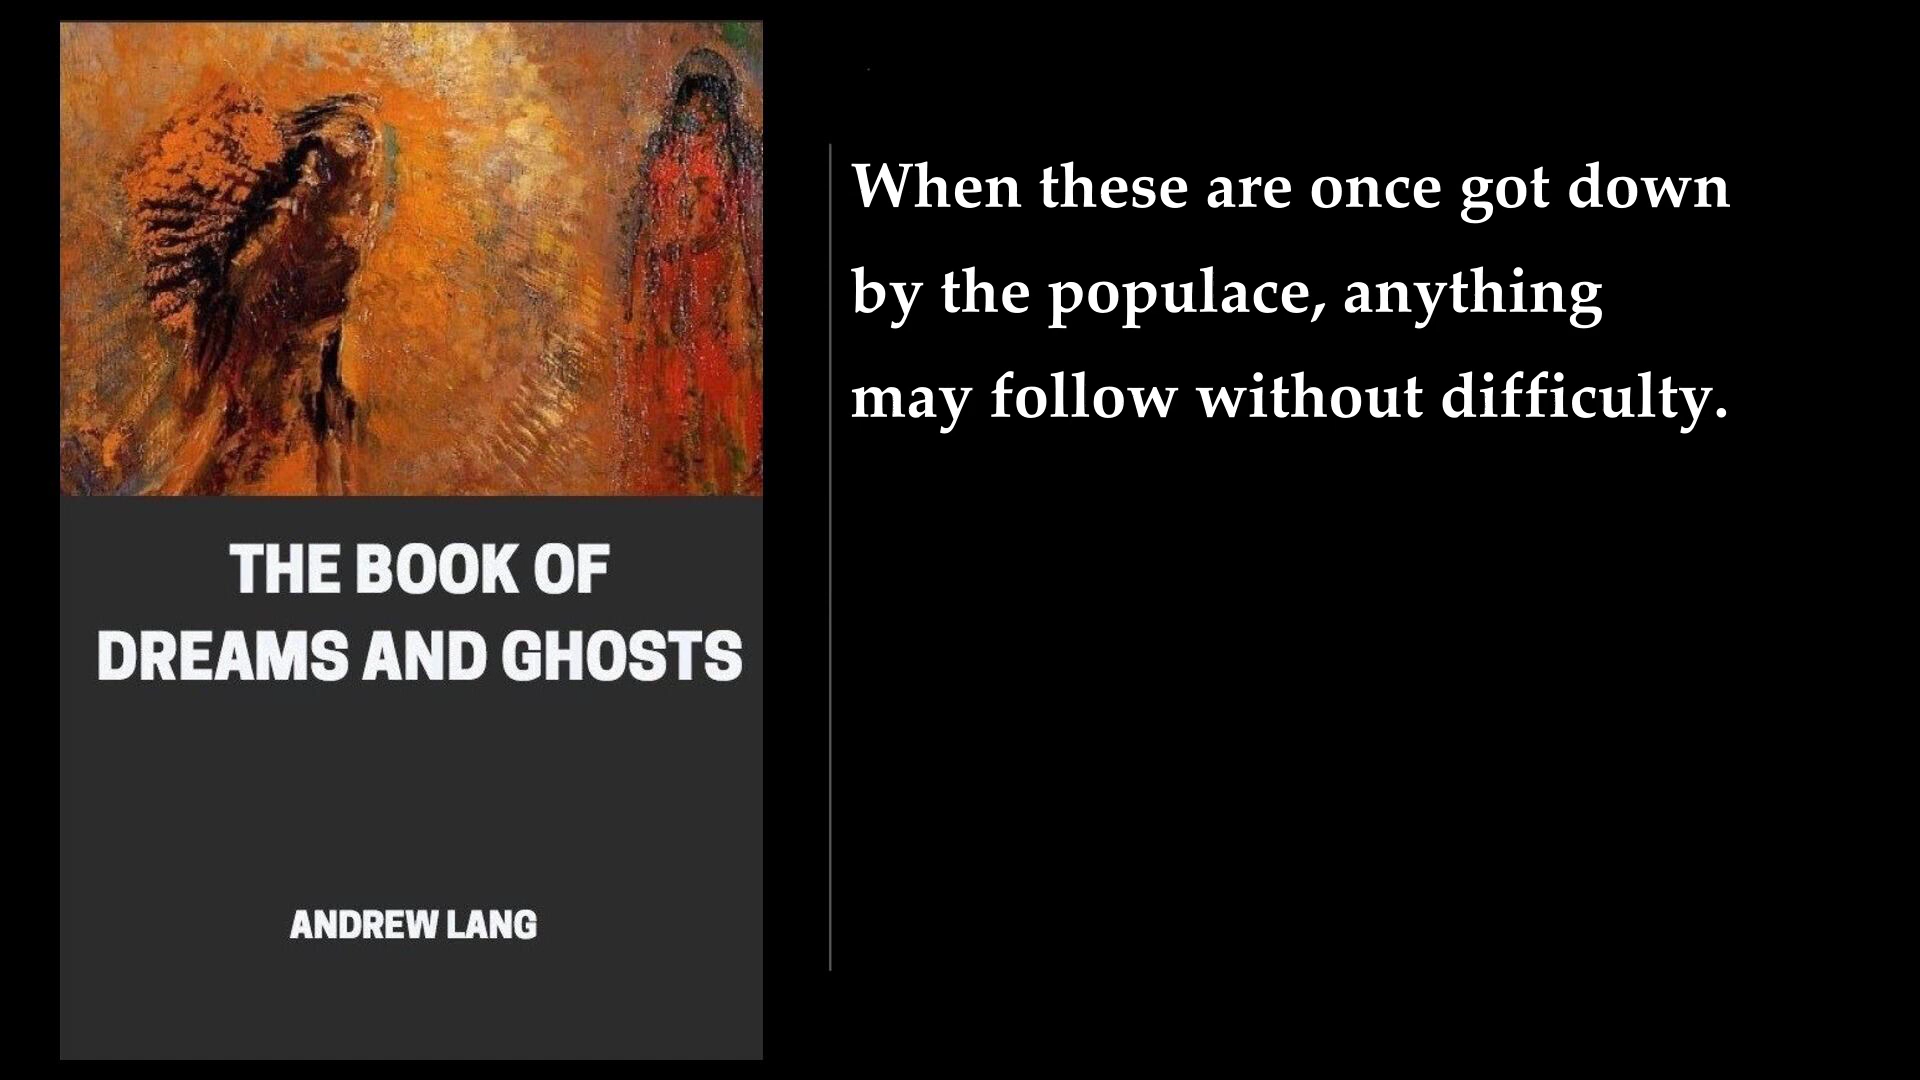 THE BOOK OF
DREAMS AND GHOSTS
ANDREW LANG
When these are once got down
by the populace, anything
may follow without difficulty.